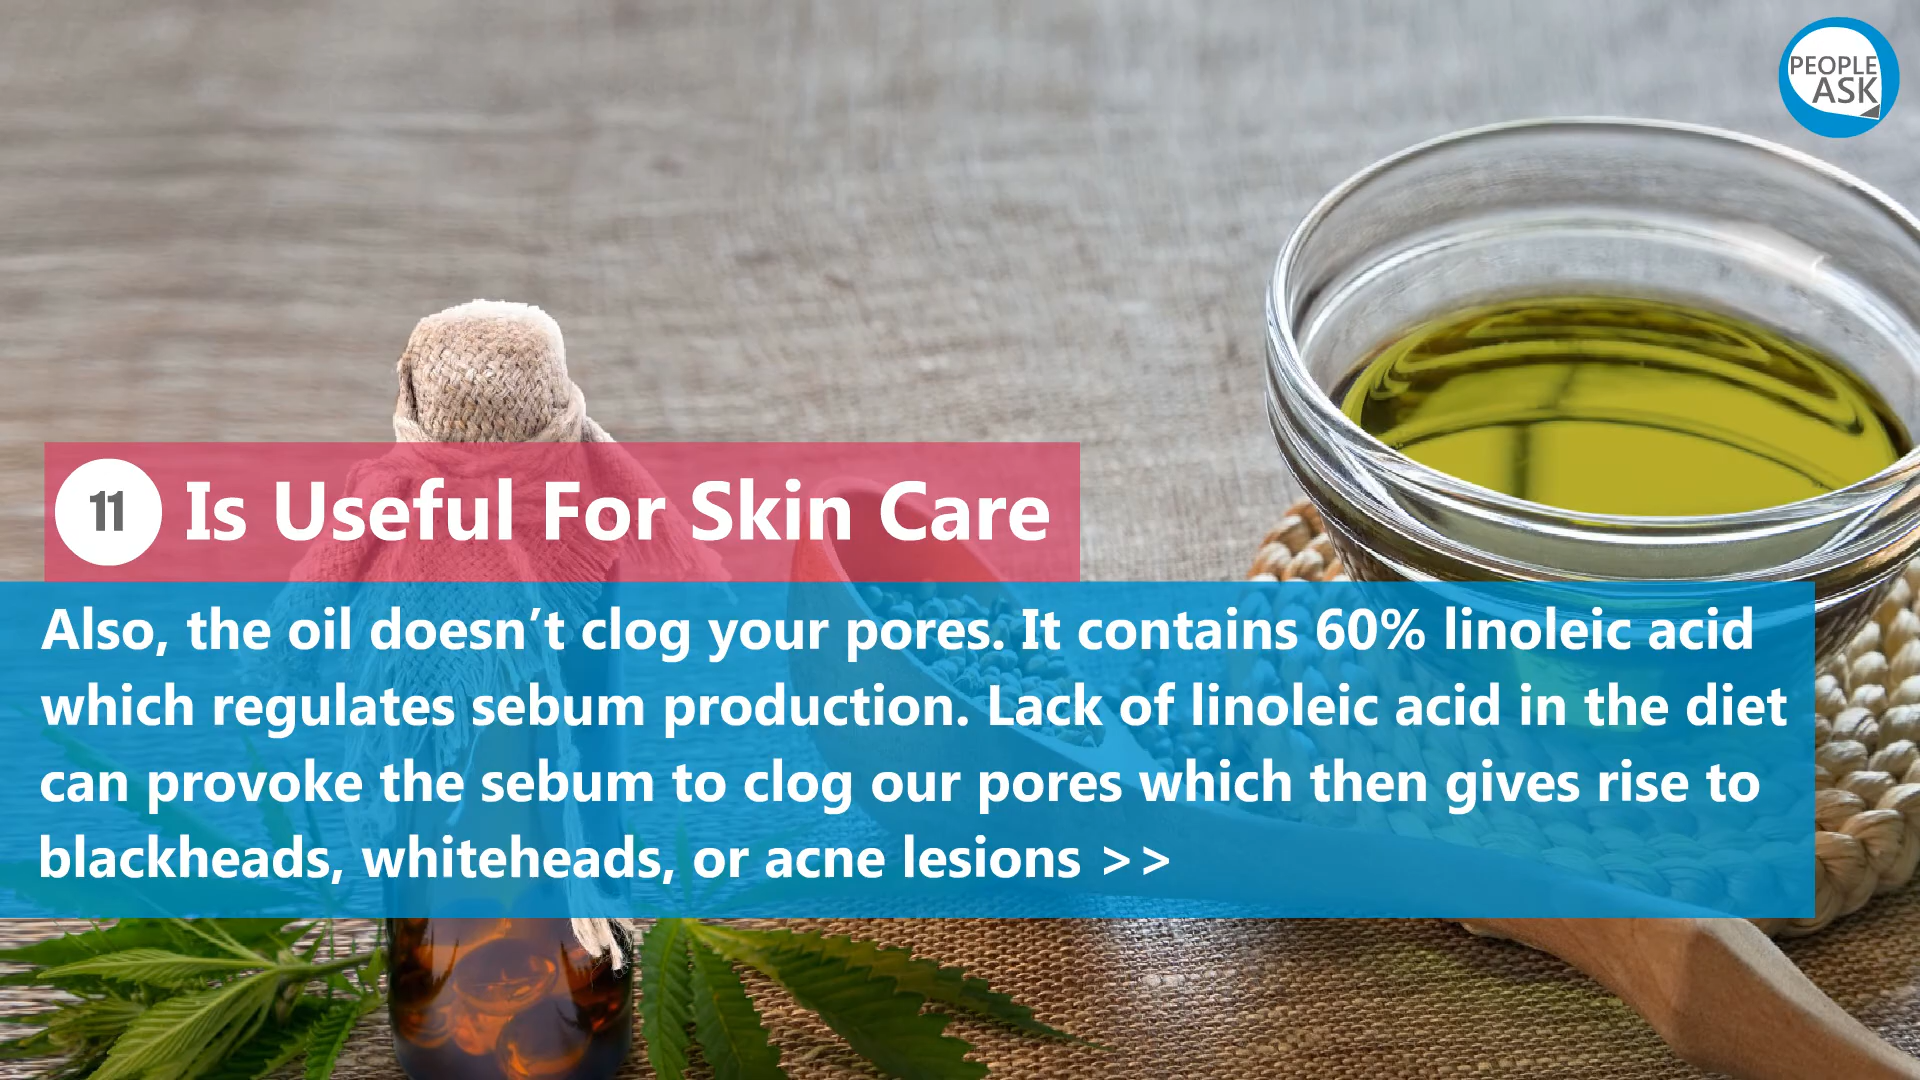 PEOPLE
ASK
11 Is Useful For Skin Care
Also, the oil doesn’t clog your pores. It contains 60% linoleic acid
which regulates sebum production. Lack of linoleic acid in the diet
can provoke the sebum to clog our pores which then gives rise to
blackheads, whiteheads, or acne lesions >>